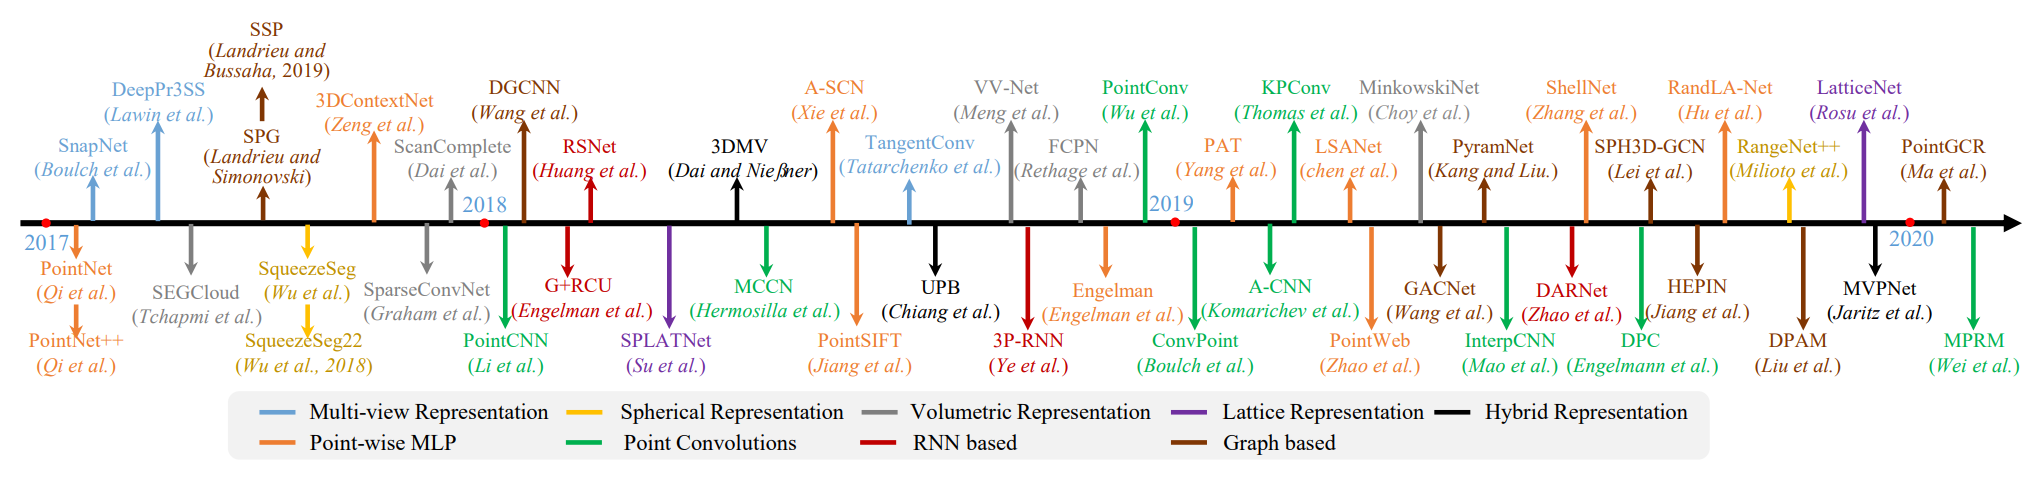 SSP
(Landrieu and
Bussaha, 2019)
DeepPr3SS
(Lawin et al.)
3DContextNet
(Zeng et al.)
DGCNN
(Wang et al.)
A-SCN
(Xie et al.)
VV-Net
(Meng et al.)
PointConv
(Wu et al.)
KPConv
(Thomas et al.)
MinkowskiNet
(Choy et al.)
ShellNet
(Zhang et al.)
RandLA-Net
(Hu et al.)
LatticeNet
(Rosu et al.)
SnapNet
(Boulch et al.)
SPG
(Landrieu and
Simonovski)
ScanComplete
(Dai et al.)
RSNet
(Huang et al.)
3DMV
(Dai and Nießner)
TangentConv
(Tatarchenko et al.)
FCPN
(Rethage et al.)
PAT
(Yang et al.)
LSANet
(chen et al.)
PyramNet
(Kang and Liu.)
SPH3D-GCN
(Lei et al.)
RangeNet++
(Milioto et al.)
PointGCR
(Ma et al.)
2017
2018
2019
2020
PointNet
(Qi et al.)
SEGCloud
(Tchapmi et al.)
SqueezeSeg
(Wu et al.)
SparseConvNet
(Graham et al.)
G+RCU
(Engelman et al.)
MCCN
(Hermosilla et al.)
UPB
(Chiang et al.)
Engelman
(Engelman et al.)
A-CNN
(Komarichev et al.)
GACNet
(Wang et al.)
DARNet
(Zhao et al.)
HEPIN
(Jiang et al.)
MVPNet
(Jaritz et al.)
PointNet++
(Qi et al.)
SqueezeSeg22
(Wu et al., 2018)
PointCNN
(Li et al.)
SPLATNet
(Su et al.)
PointSIFT
(Jiang et al.)
3P-RNN
(Ye et al.)
ConvPoint
(Boulch et al.)
PointWeb
(Zhao et al.)
InterpCNN
(Mao et al.)
DPC
(Engelmann et al.)
DPAM
(Liu et al.)
MPRM
(Wei et al.)
Multi-view Representation
Spherical Representation
Volumetric Representation
Lattice Representation
Hybrid Representation
Point-wise MLP
Point Convolutions
RNN based
Graph based